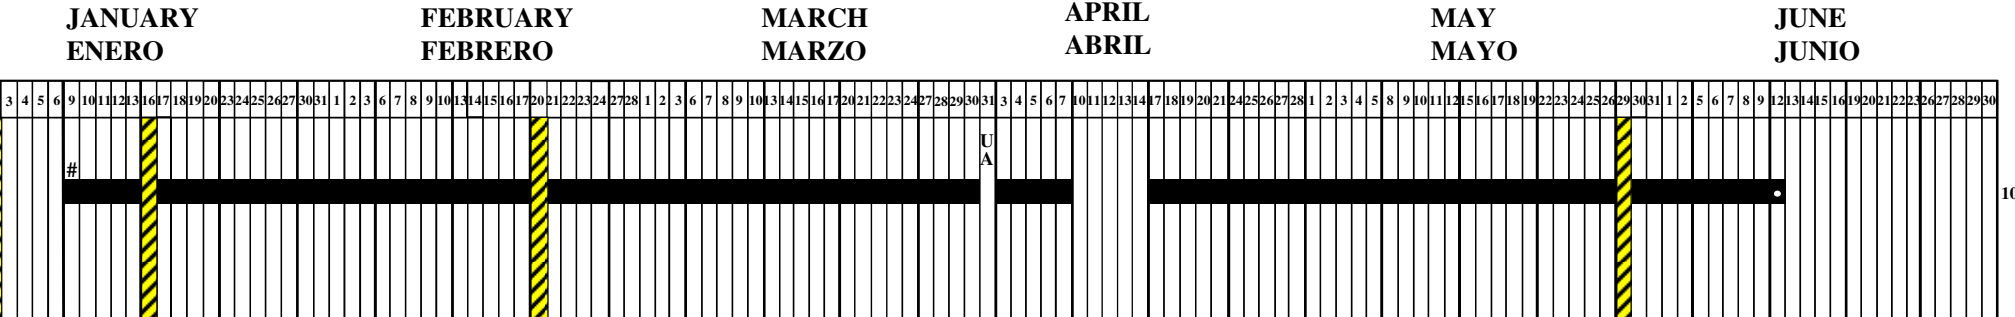 JANUARY FEBRUARY MARCH APRIL MAY JUNE
ENERO FEBRERO MARZO ABRIL MAYO JUNIO
3 4 5 6 9 10 11 12 13 16 17 18 19 20 23 24 25 26 27 30 31 1 2 3 6 7 8 9 10 13 14 15 16 17 20 21 22 23 24 27 28 1 2 3 6 7 8 9 10 13 14 15 16 17 20 21 22 23 24 27 28 29 30 31 3 4 5 6 7 10 11 12 13 14 17 18 19 20 21 24 25 26 27 28 1 2 3 4 5 8 9 10 11 12 15 16 17 18 19 22 23 24 25 26 29 30 31 1 2 5 6 7 8 9 12 13 14 15 16 19 20 21 22 23 26 27 28 29 30
U
# A